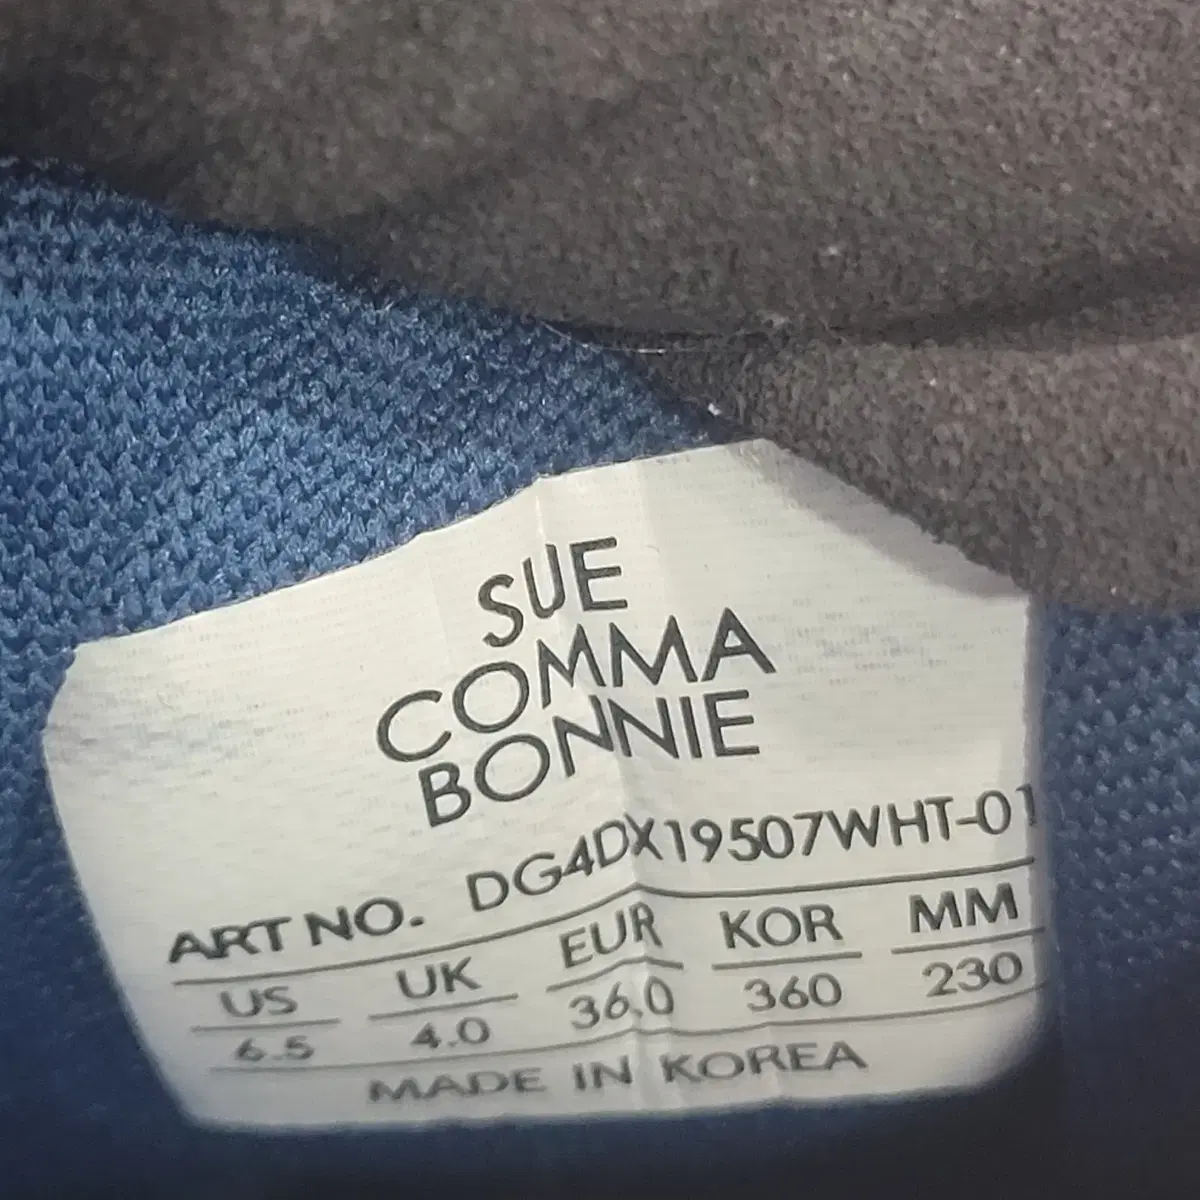 SUE
COMMA
BONNIE
ART NO. DG4DX19507WHT-01
US UK EUR KOR MM
6.5 4.0 36.0 360 230
MADE IN KOREA